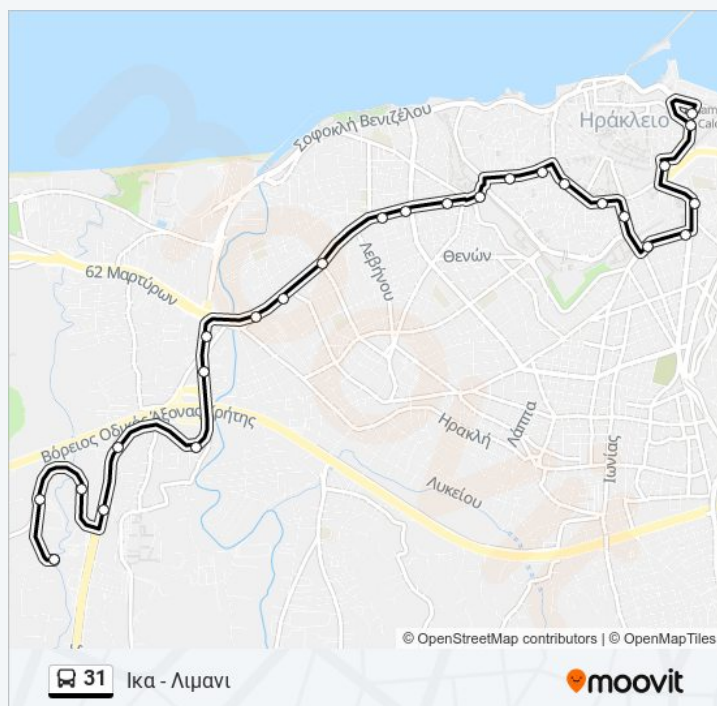 Σοφοκλή Βενιζέλου
Ηράκλειο
62 Μαρτύρων
Λεβήνου
Θενών
Βόρειος Οδικός Άξονας Κρήτης
Ηρακλή
Λάππα
Ιωνίας
Λυκείου
© OpenStreetMap contributors | © OpenMapTiles
31 Ικα - Λιμανι
moovit